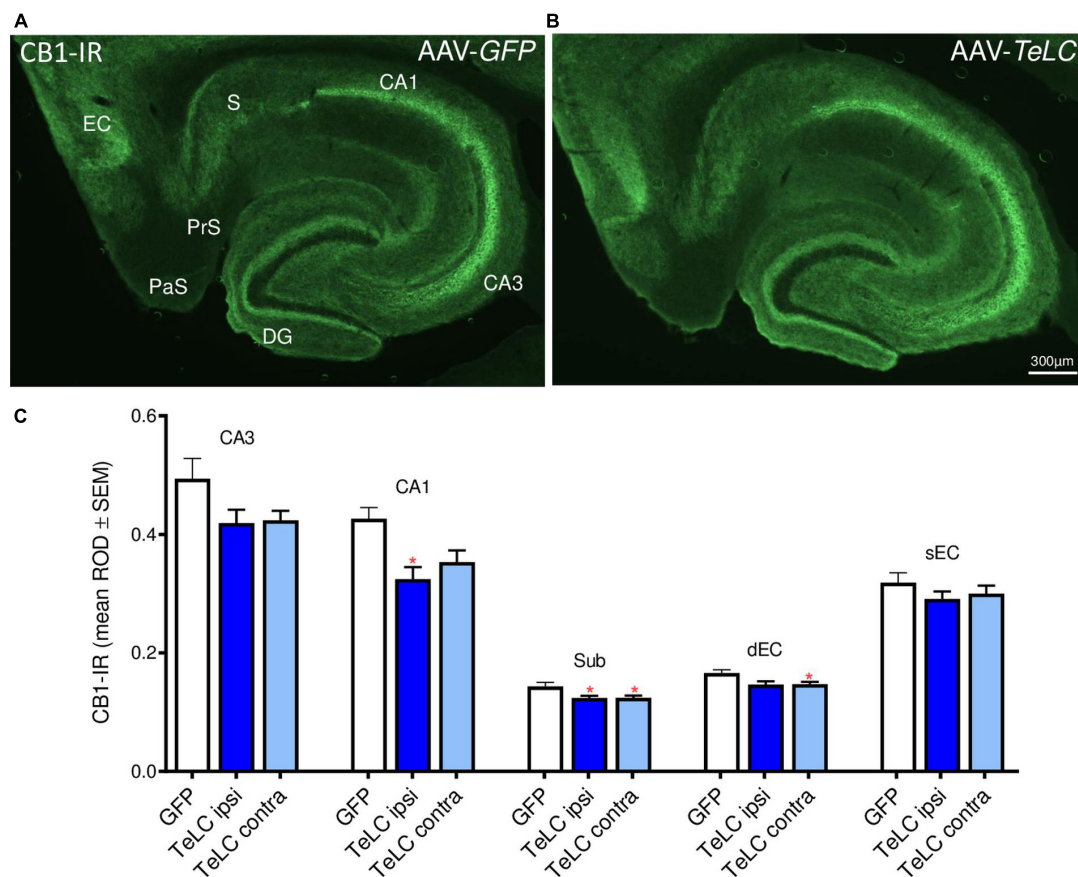 A
CB1-IR
AAV-GFP
CA1
S
EC
PrS
PaS
CA3
DG
B
AAV-TeLC
300µm
C
CB1-IR (mean ROD ± SEM)
0.6
0.4
0.2
0.0
CA3
CA1
Sub
dEC
sEC
*
*
*
*
GFP
TeLC ipsi
TeLC contra
GFP
TeLC ipsi
TeLC contra
GFP
TeLC ipsi
TeLC contra
GFP
TeLC ipsi
TeLC contra
GFP
TeLC ipsi
TeLC contra